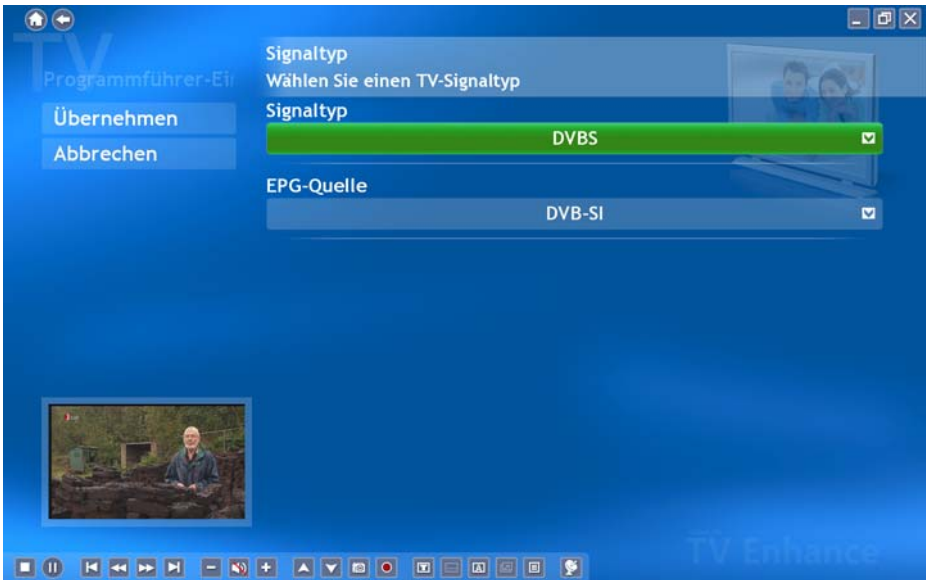 TV
Programmführer-Ei
Signaltyp
Wählen Sie einen TV-Signaltyp
Übernehmen
Abbrechen
Signaltyp
DVBS
EPG-Quelle
DVB-SI
TV Enhance